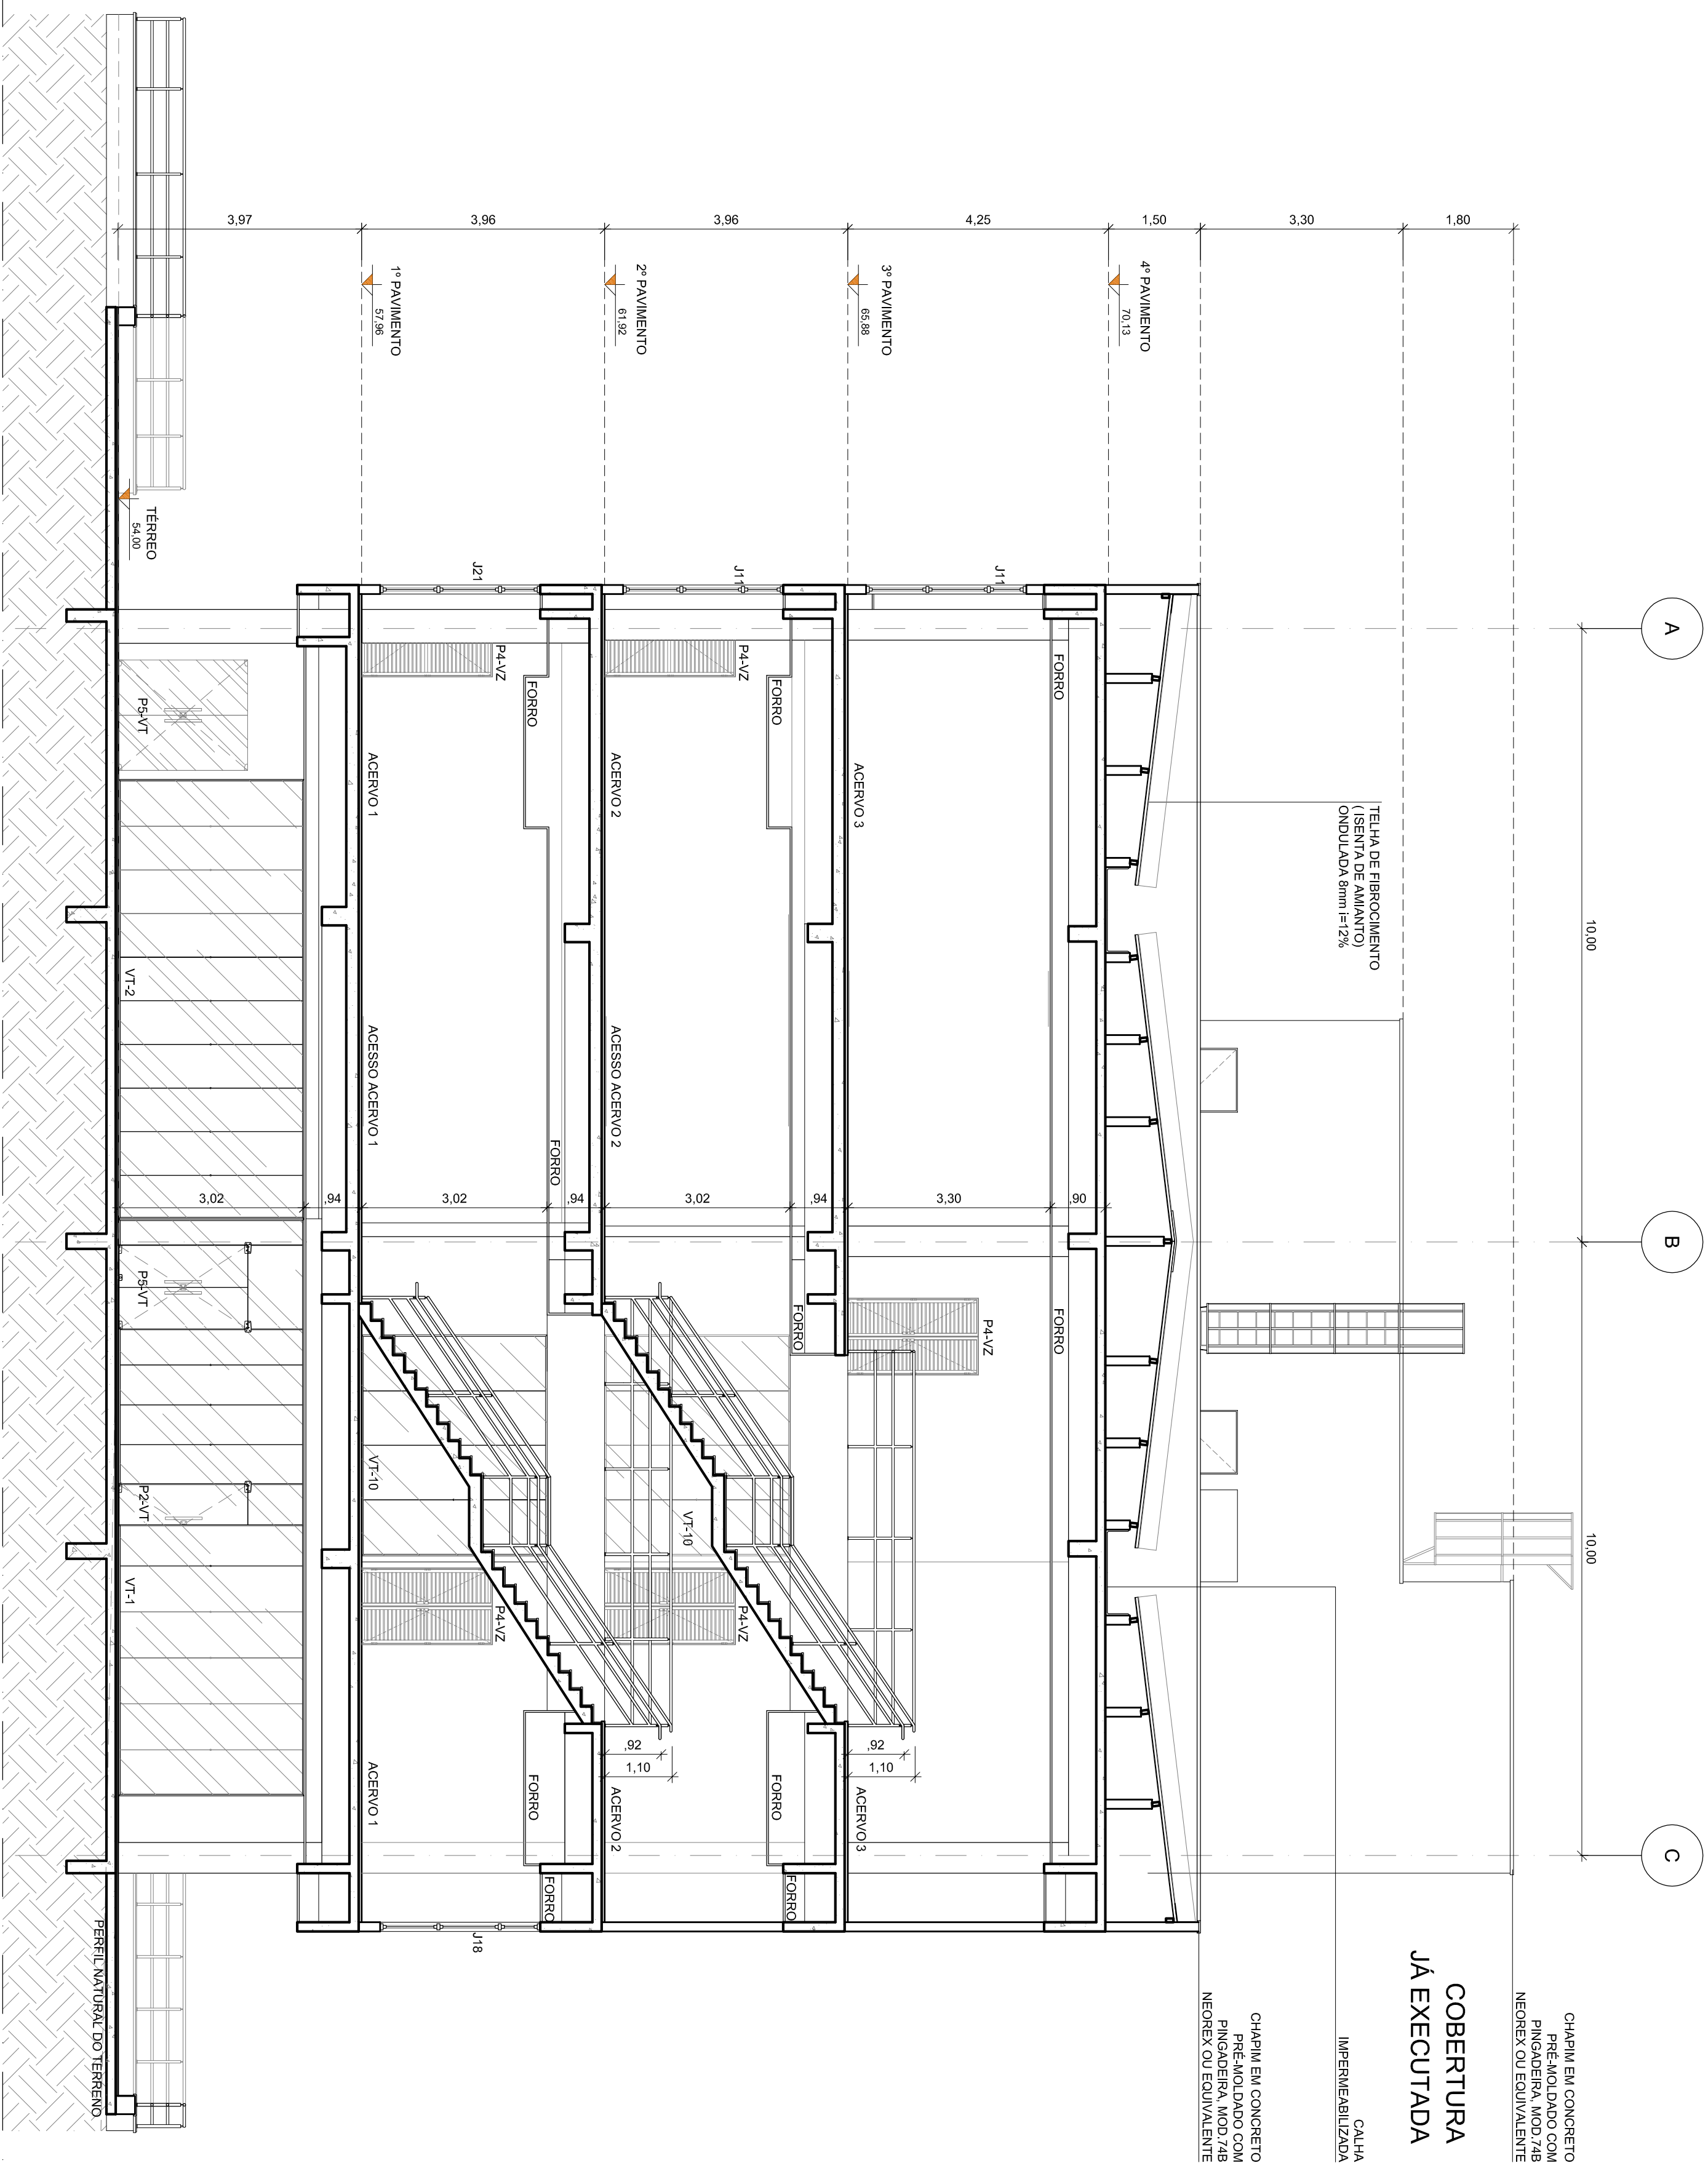 A
B
C
10,00
10,00
1,80
3,30
1,50
4,25
3,96
3,96
3,97
4º PAVIMENTO
70,13
3º PAVIMENTO
65,88
2º PAVIMENTO
61,92
1º PAVIMENTO
57,96
TÉRREO
54,00
TELHA DE FIBROCIMENTO
(ISENTA DE AMIANTO)
ONDULADA 8mm i=12%
CHAPIM EM CONCRETO
PRÉ-MOLDADO COM
PINGADEIRA, MOD.74B
NEOREX OU EQUIVALENTE
COBERTURA
JÁ EXECUTADA
CALHA
IMPERMEABILIZADA
CHAPIM EM CONCRETO
PRÉ-MOLDADO COM
PINGADEIRA, MOD.74B
NEOREX OU EQUIVALENTE
FORRO
FORRO
,90
3,30
J11
P4-VZ
ACERVO 3
ACERVO 3
1,10
,92
,94
FORRO
FORRO
FORRO
FORRO
3,02
J11
P4-VZ
VT-10
P4-VZ
ACERVO 2
ACESSO ACERVO 2
ACERVO 2
1,10
,92
,94
FORRO
FORRO
FORRO
FORRO
3,02
J21
P4-VZ
P4-VZ
J18
VT-10
ACERVO 1
ACESSO ACERVO 1
ACERVO 1
,94
3,02
P5-VT
VT-2
P5-VT
P2-VT
VT-1
PERFIL NATURAL DO TERRENO